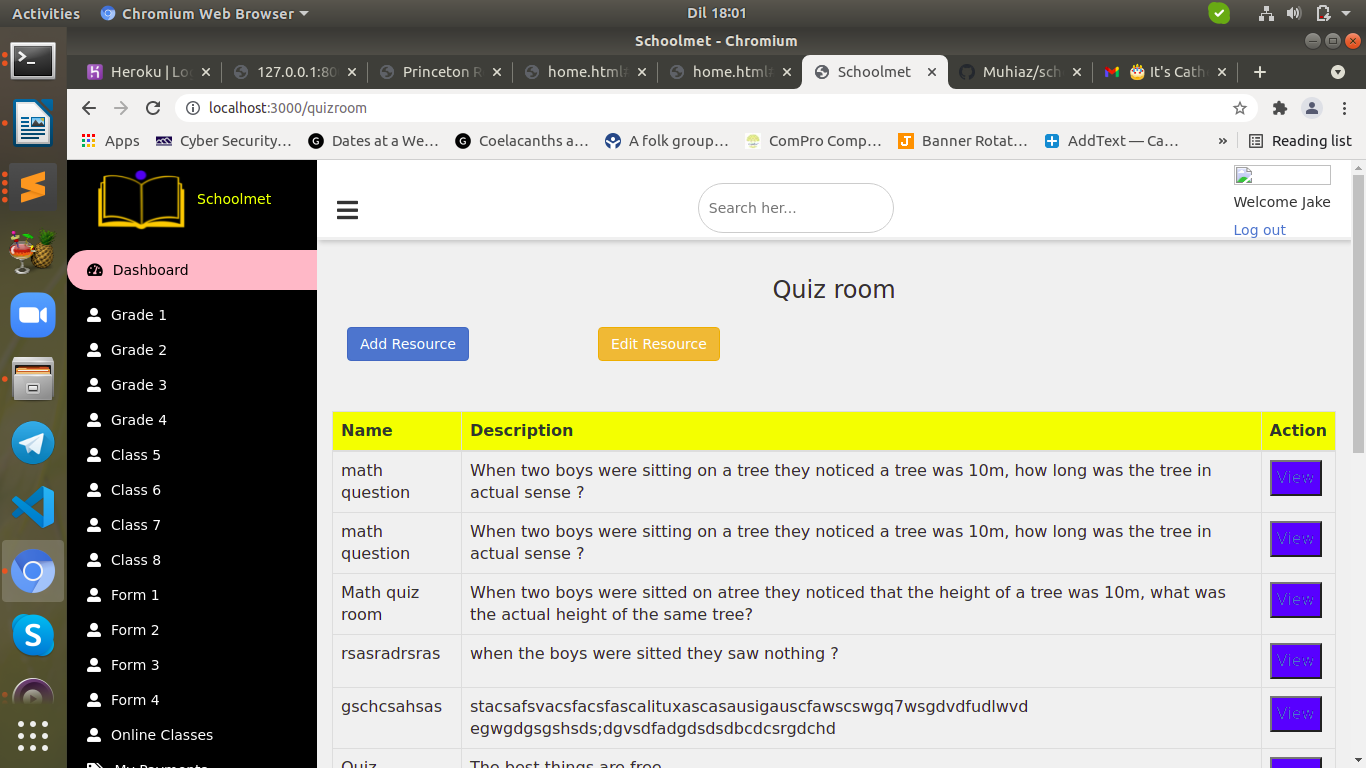 Activities
Chromium Web Browser
Dil 18:01
Schoolmet - Chromium
Heroku | Lo
127.0.0.1:80
Princeton R
home.html
home.html
Schoolmet
Muhiaz/sch
It's Cath
localhost:3000/quizroom
Apps
Cyber Security…
Dates at a We…
Coelacanths a…
A folk group…
ComPro Comp…
Banner Rotat…
AddText — Ca…
»
Reading list
Schoolmet
Search her...
Welcome Jake
Log out
Dashboard
Grade 1
Grade 2
Grade 3
Grade 4
Class 5
Class 6
Class 7
Class 8
Form 1
Form 2
Form 3
Form 4
Online Classes
My Payments
Quiz room
Add Resource
Edit Resource
Name Description Action
math question
When two boys were sitting on a tree they noticed a tree was 10m, how long was the tree in
actual sense ?
View
math question
When two boys were sitting on a tree they noticed a tree was 10m, how long was the tree in
actual sense ?
View
Math quiz room
When two boys were sitted on atree they noticed that the height of a tree was 10m, what was
the actual height of the same tree?
View
rsasradrsras
when the boys were sitted they saw nothing ?
View
gschcsahsas
stacsafsvacsfacsfascalituxascasausigauscfawscswgq7wsgdvdfudlwvd
egwgdgsgshsds;dgvsdfadgdsdsdbcdcsrgdchd
View
Quiz
The best things are free